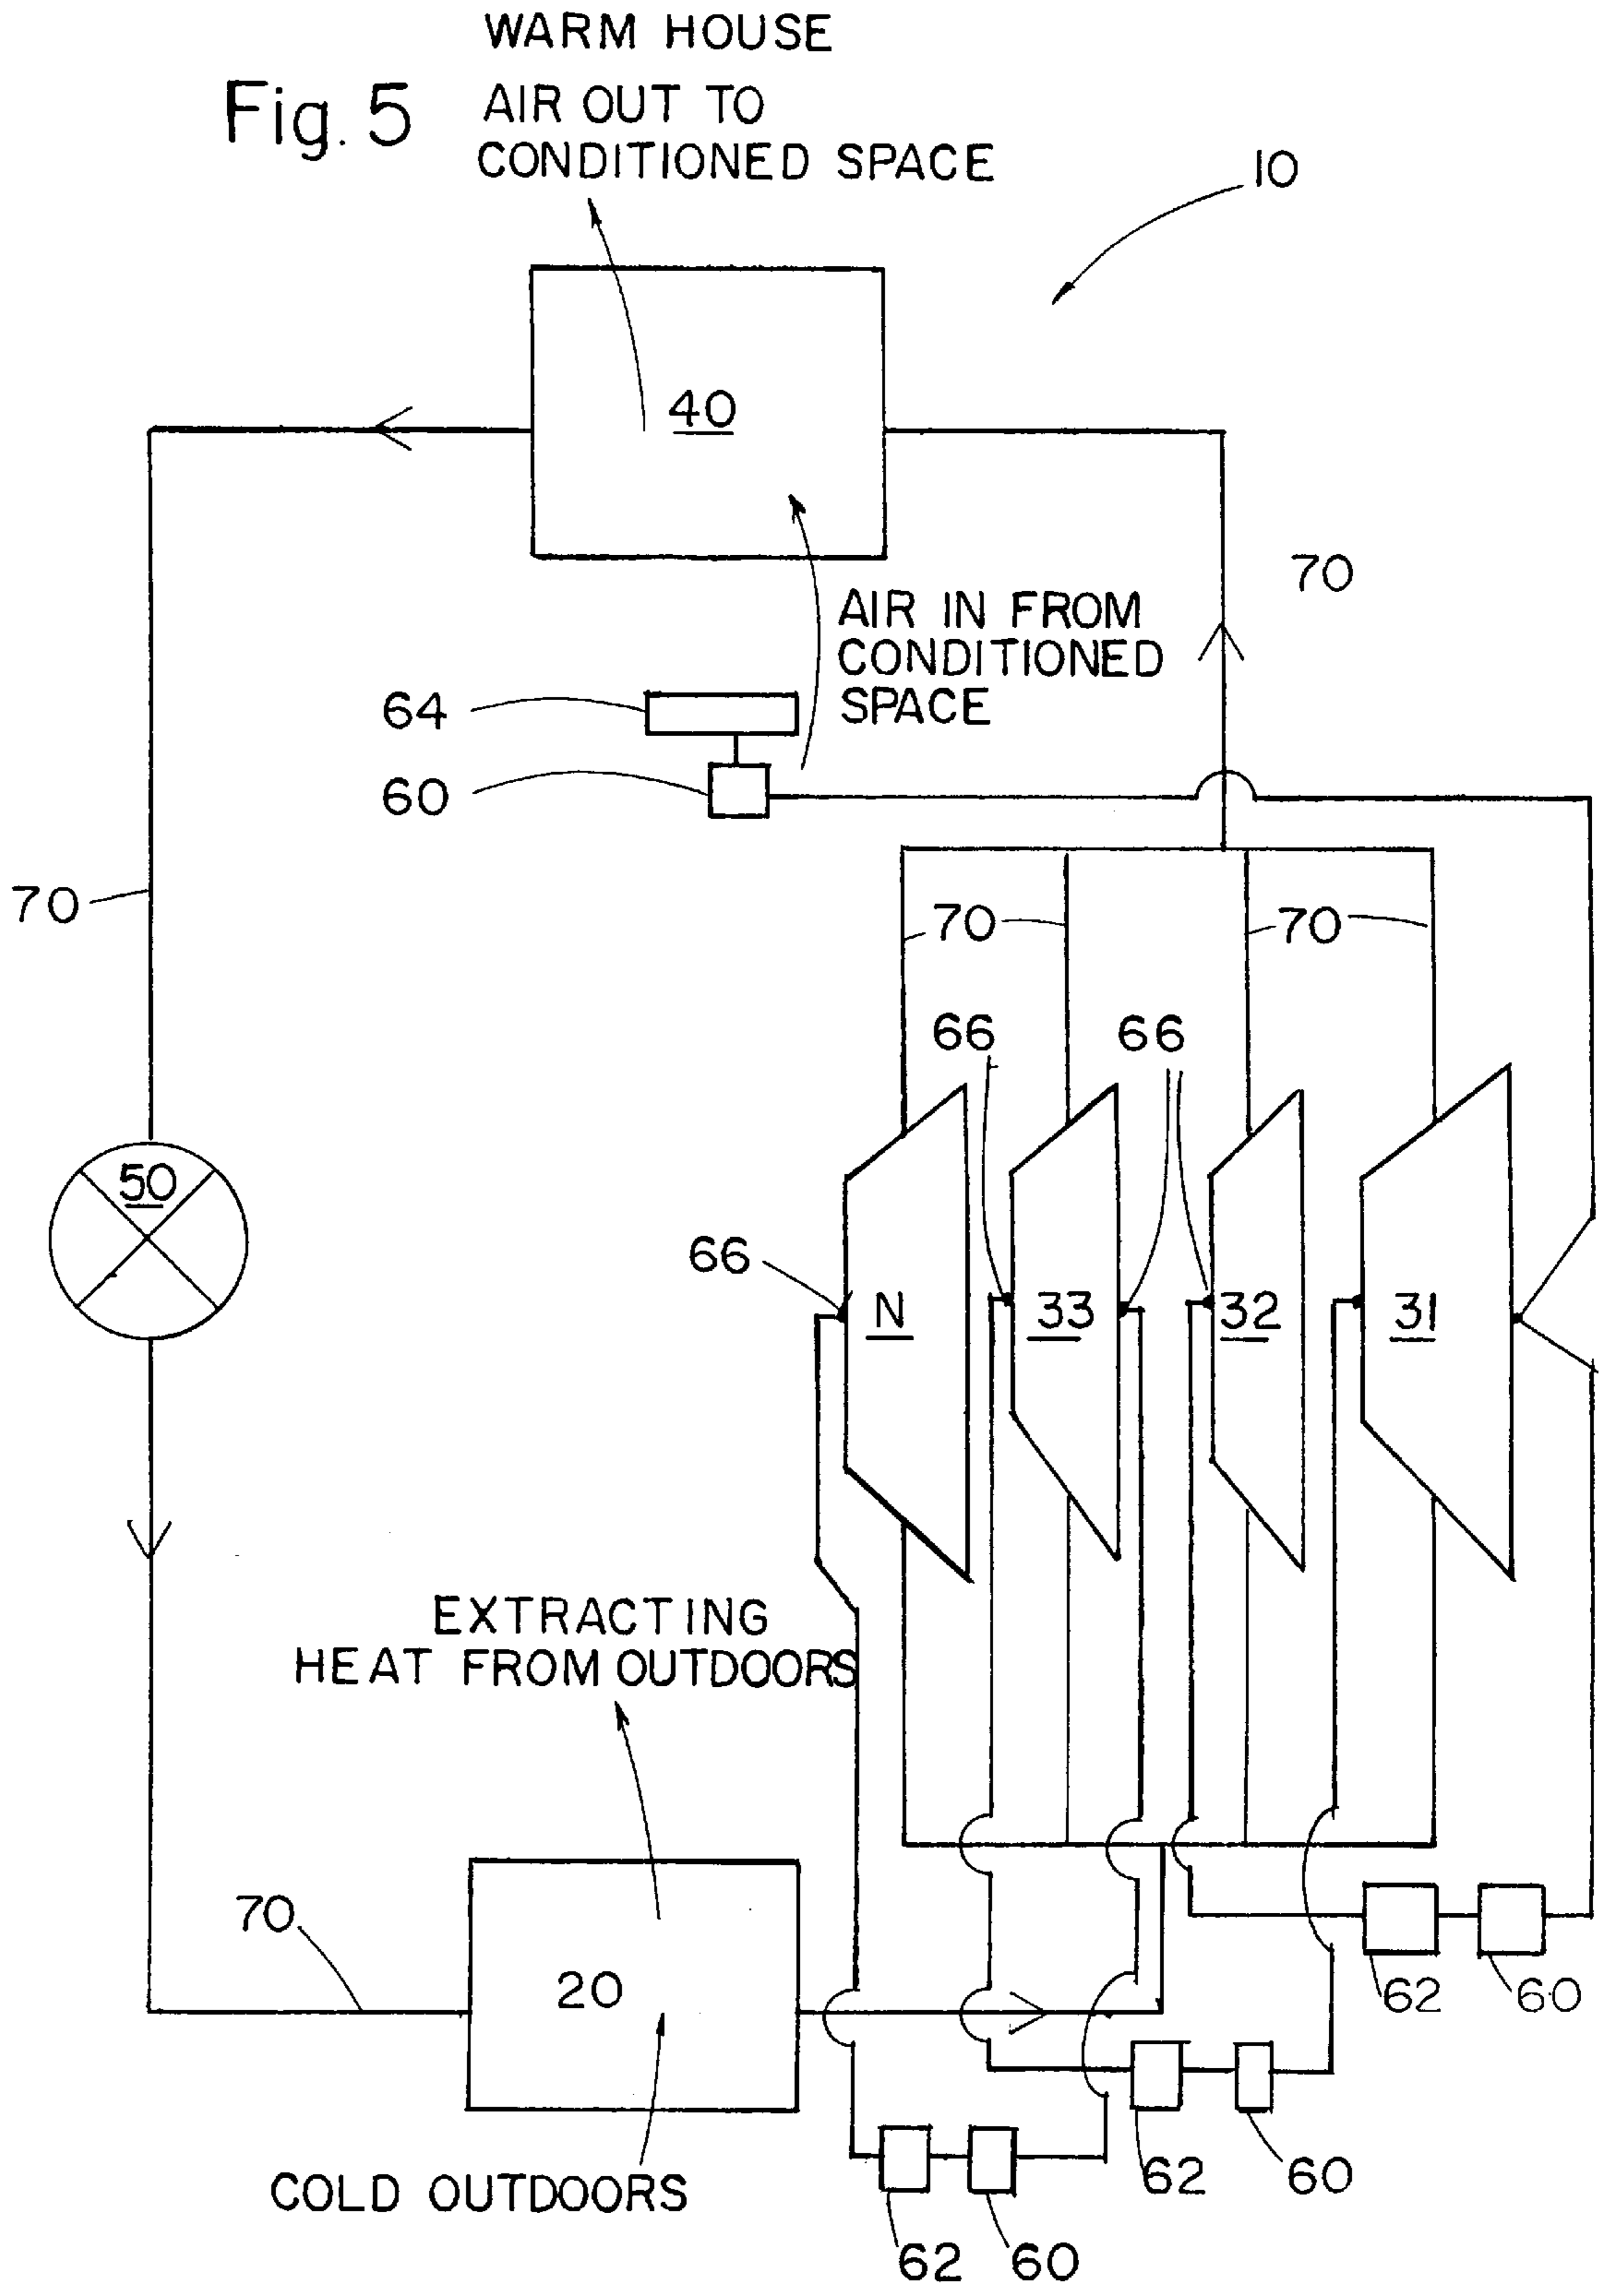 WARM HOUSE
Fig. 5
AIR OUT TO
CONDITIONED SPACE
10
40
70
AIR IN FROM
CONDITIONED
SPACE
64
60
70
70
70
66
66
50
66
N
33
32
31
EXTRACTING
HEAT FROM OUTDOORS
70
20
62
60
COLD OUTDOORS
62
60
62
60